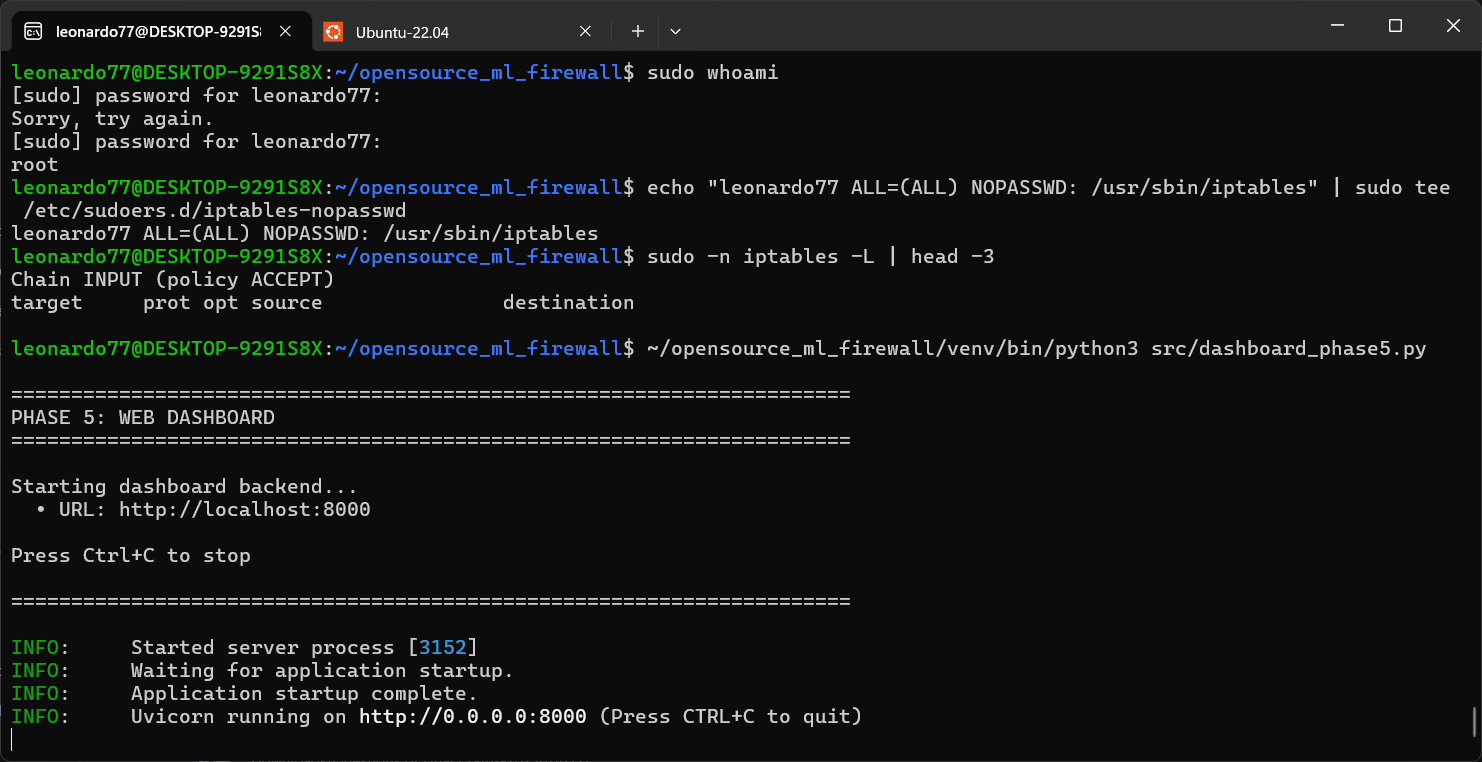 leonardo77@DESKTOP-9291S
Ubuntu-22.04
leonardo77@DESKTOP-9291S8X:~/opensource_ml_firewall$ sudo whoami
[sudo] password for leonardo77:
Sorry, try again.
[sudo] password for leonardo77:
root
leonardo77@DESKTOP-9291S8X:~/opensource_ml_firewall$ echo "leonardo77 ALL=(ALL) NOPASSWD: /usr/sbin/iptables" | sudo tee
/etc/sudoers.d/iptables-nopasswd
leonardo77 ALL=(ALL) NOPASSWD: /usr/sbin/iptables
leonardo77@DESKTOP-9291S8X:~/opensource_ml_firewall$ sudo -n iptables -L | head -3
Chain INPUT (policy ACCEPT)
target     prot opt source               destination
leonardo77@DESKTOP-9291S8X:~/opensource_ml_firewall$ ~/opensource_ml_firewall/venv/bin/python3 src/dashboard_phase5.py
======================================================================
PHASE 5: WEB DASHBOARD
======================================================================
Starting dashboard backend...
• URL: http://localhost:8000
Press Ctrl+C to stop
======================================================================
INFO:     Started server process [3152]
INFO:     Waiting for application startup.
INFO:     Application startup complete.
INFO:     Uvicorn running on http://0.0.0.0:8000 (Press CTRL+C to quit)